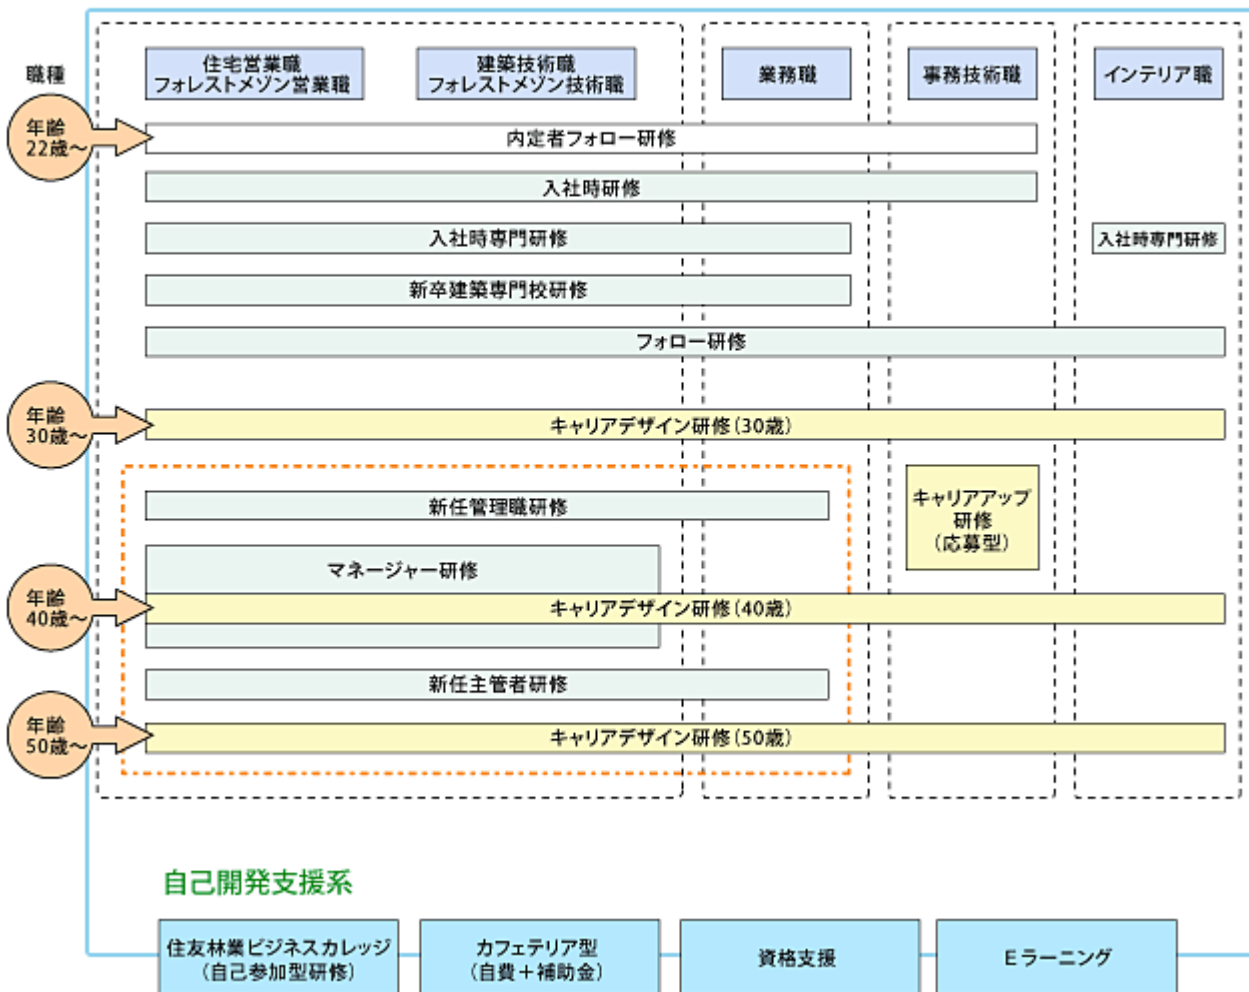 職種
住宅営業職
フォレストメゾン営業職
建築技術職
フォレストメゾン技術職
業務職
事務技術職
インテリア職
年齢
22歳～
内定者フォロー研修
入社時研修
入社時専門研修
入社時専門研修
新卒建築専門校研修
フォロー研修
年齢
30歳～
キャリアデザイン研修(30歳)
新任管理職研修
キャリアアップ
研修
(応募型)
マネージャー研修
年齢
40歳～
キャリアデザイン研修(40歳)
新任主管者研修
年齢
50歳～
キャリアデザイン研修(50歳)
自己開発支援系
住友林業ビジネスカレッジ
(自己参加型研修)
カフェテリア型
(自費＋補助金)
資格支援
Eラーニング